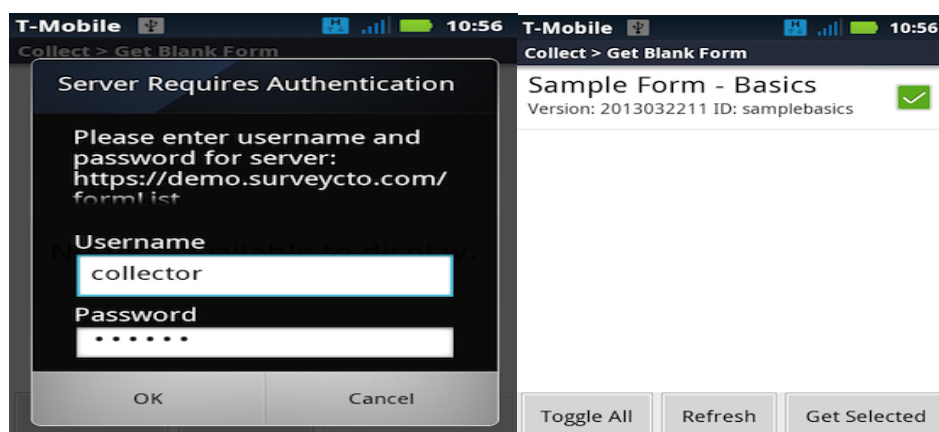 T-Mobile 10:56
Collect > Get Blank Form
Server Requires Authentication
Please enter username and
password for server:
https://demo.surveycto.com/
formList
Username
collector
Password
••••••
OK Cancel
T-Mobile 10:56
Collect > Get Blank Form
Sample Form - Basics
Version: 2013032211 ID: samplebasics
Toggle All Refresh Get Selected